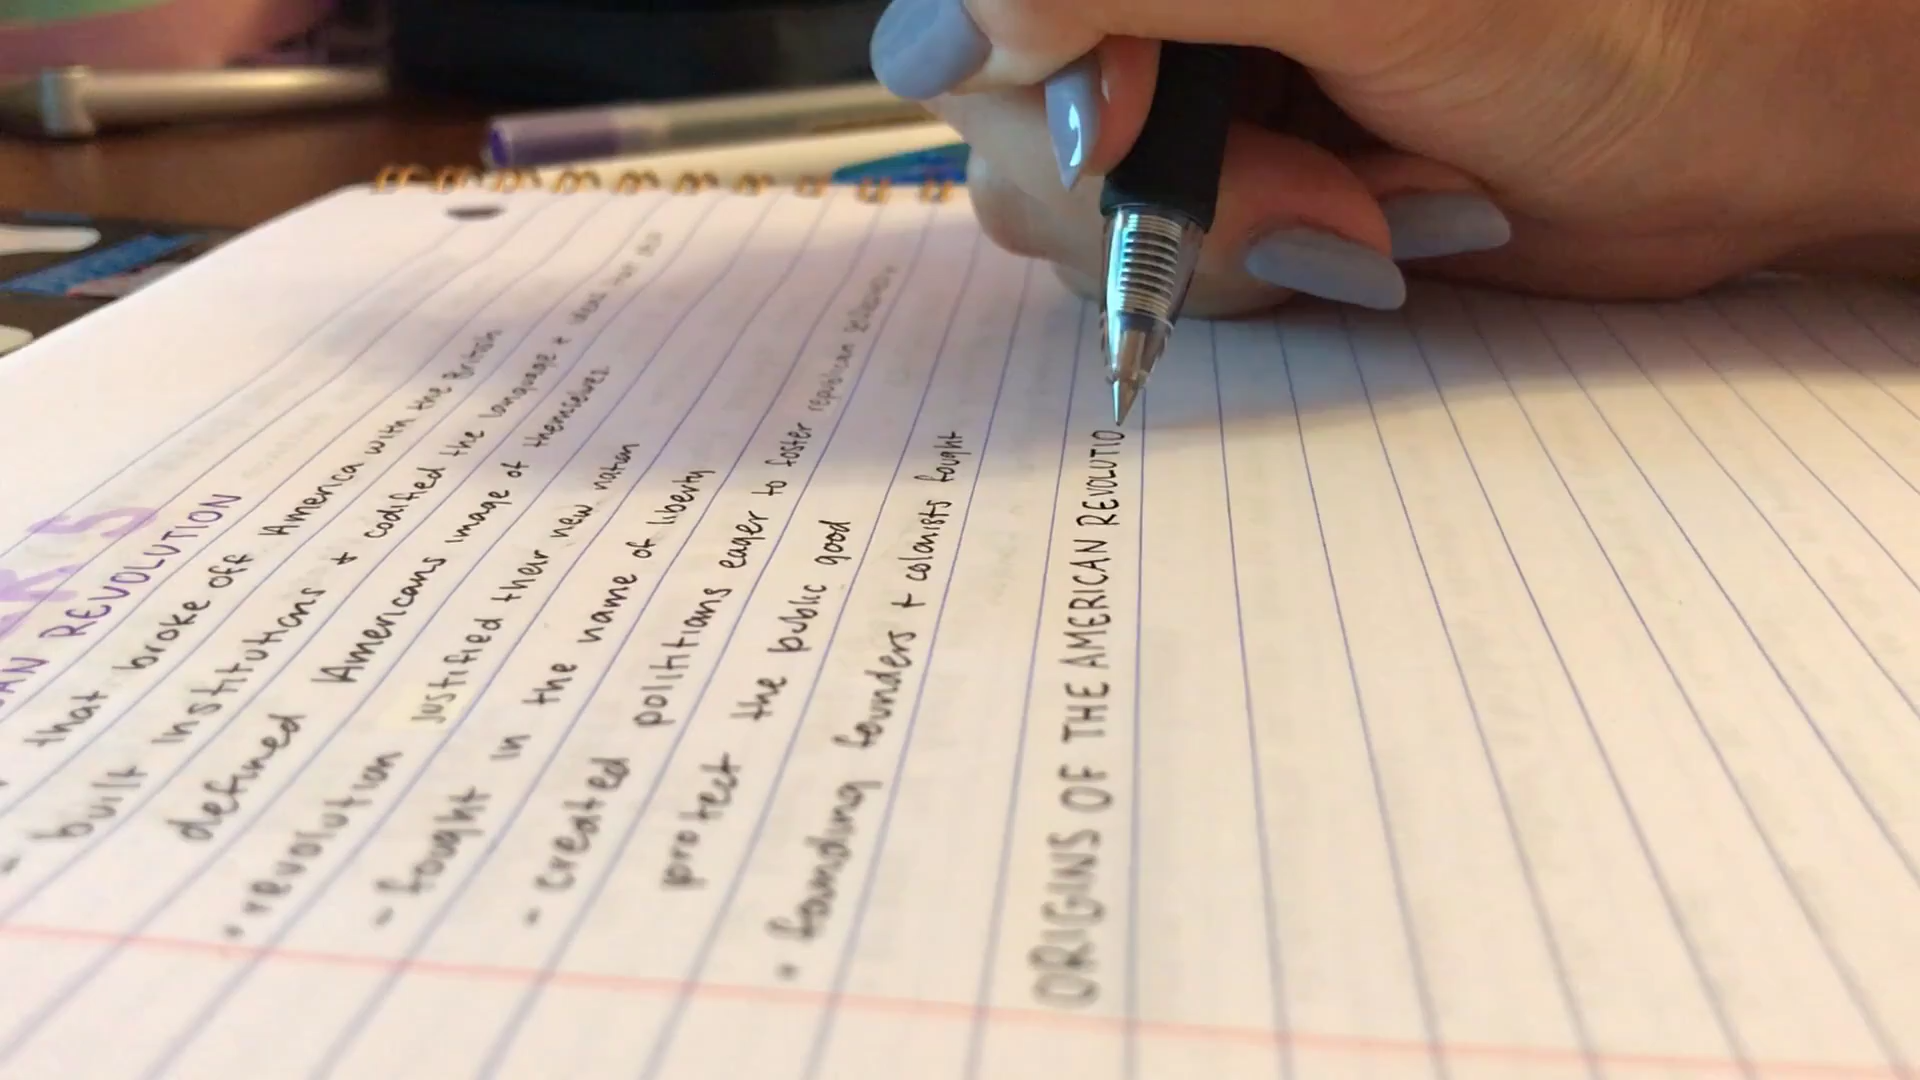 R 5
AN REVOLUTION
that broke off America with the British
- built institutions + codified the language + ideas that
defined Americans image of themselves
• revolution justified their new nation
- fought in the name of liberty
- created polititians eager to foster republican
protect the public good
• founding founders + colonists fought
ORIGINS OF THE AMERICAN REVOLUTIO